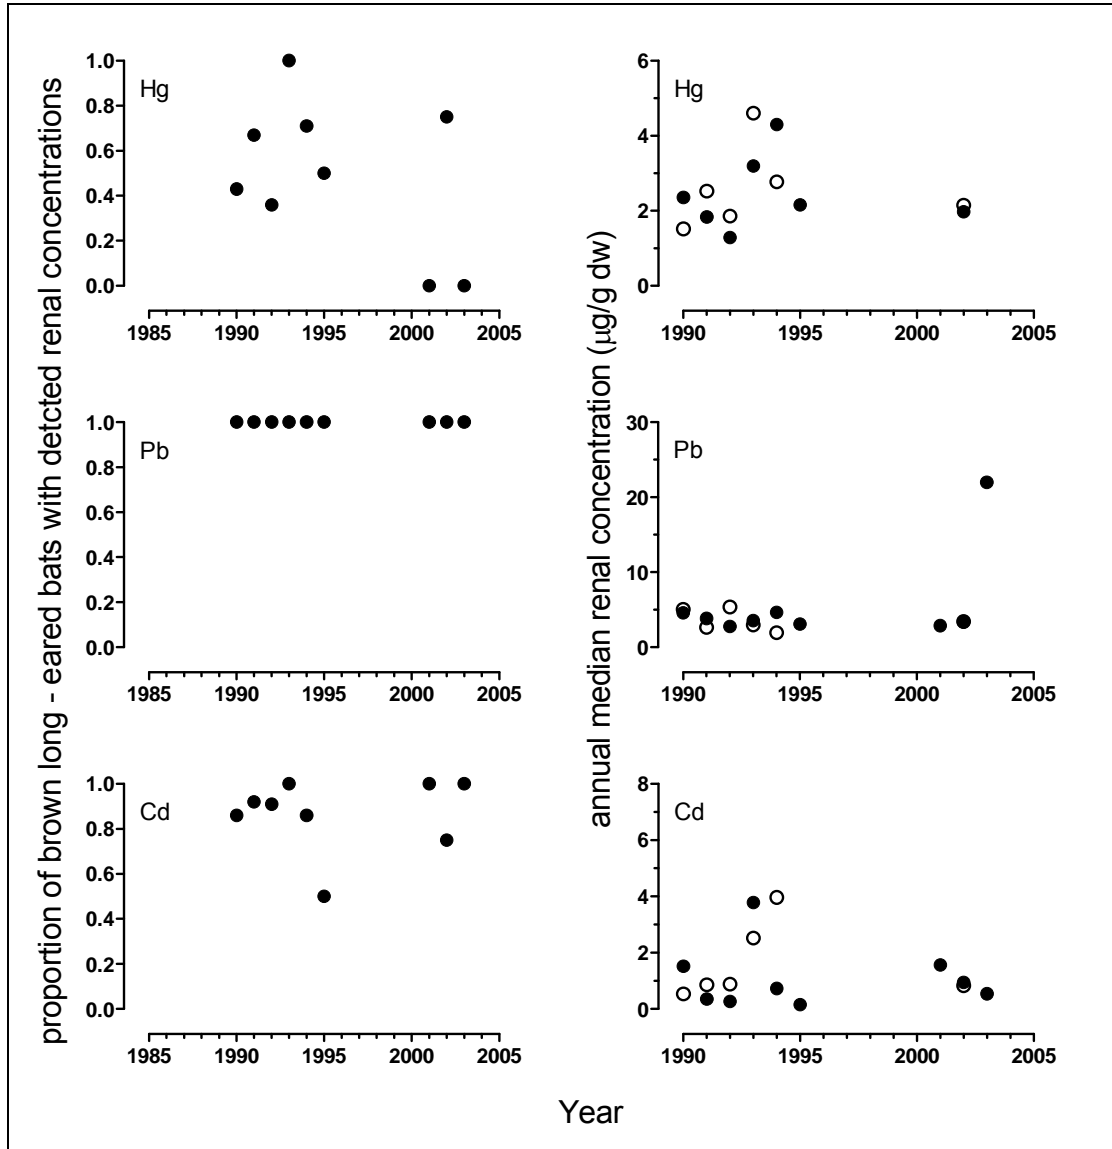 proportion of brown long - eared bats with detcted renal concentrations
1.0
0.8
0.6
0.4
0.2
0.0
Hg
1985 1990 1995 2000 2005
1.0
0.8
0.6
0.4
0.2
0.0
Pb
1985 1990 1995 2000 2005
1.0
0.8
0.6
0.4
0.2
0.0
Cd
1985 1990 1995 2000 2005
annual median renal concentration (µg/g dw)
6
4
2
0
Hg
1990 1995 2000 2005
30
20
10
0
Pb
1990 1995 2000 2005
8
6
4
2
0
Cd
1990 1995 2000 2005
Year